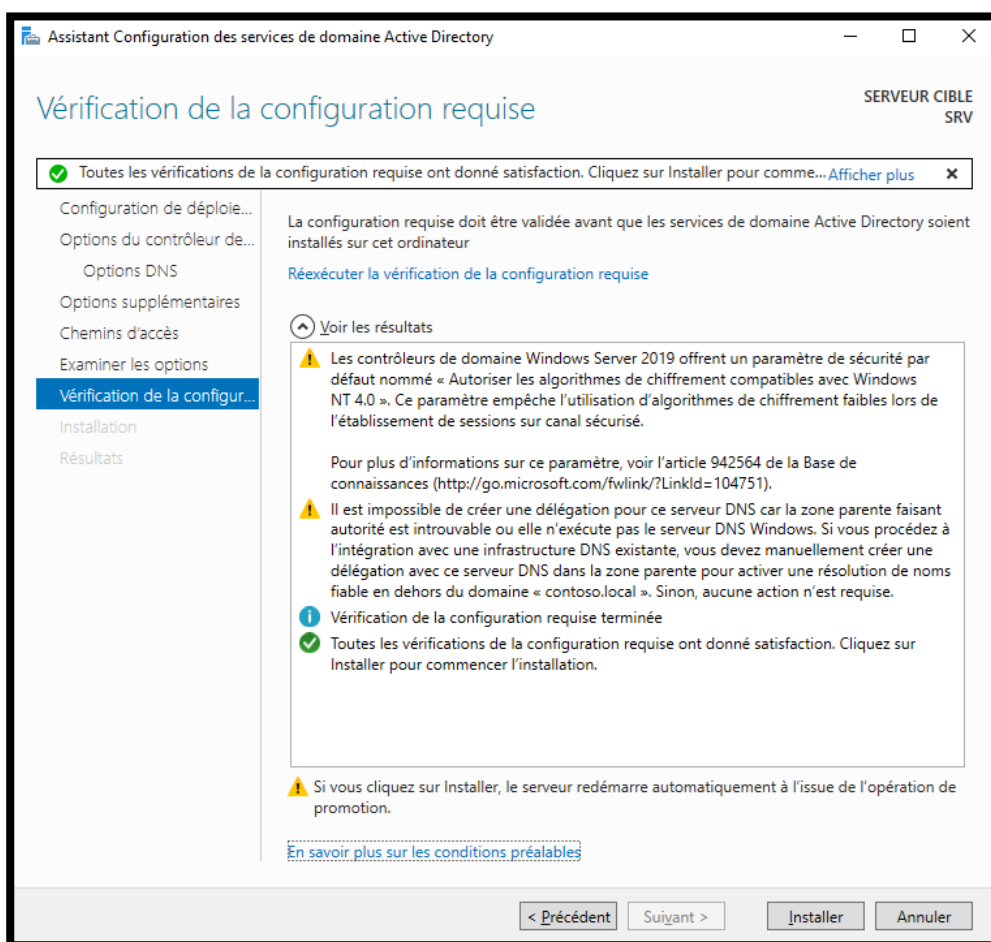 Assistant Configuration des services de domaine Active Directory
Vérification de la configuration requise
SERVEUR CIBLE
SRV
Toutes les vérifications de la configuration requise ont donné satisfaction. Cliquez sur Installer pour comme... Afficher plus
Configuration de déploie...
Options du contrôleur de...
Options DNS
Options supplémentaires
Chemins d'accès
Examiner les options
Vérification de la configur...
Installation
Résultats
La configuration requise doit être validée avant que les services de domaine Active Directory soient
installés sur cet ordinateur
Réexécuter la vérification de la configuration requise
Voir les résultats
Les contrôleurs de domaine Windows Server 2019 offrent un paramètre de sécurité par
défaut nommé « Autoriser les algorithmes de chiffrement compatibles avec Windows
NT 4.0 ». Ce paramètre empêche l'utilisation d'algorithmes de chiffrement faibles lors de
l'établissement de sessions sur canal sécurisé.
Pour plus d'informations sur ce paramètre, voir l'article 942564 de la Base de
connaissances (http://go.microsoft.com/fwlink/?LinkId=104751).
Il est impossible de créer une délégation pour ce serveur DNS car la zone parente faisant
autorité est introuvable ou elle n'exécute pas le serveur DNS Windows. Si vous procédez à
l'intégration avec une infrastructure DNS existante, vous devez manuellement créer une
délégation avec ce serveur DNS dans la zone parente pour activer une résolution de noms
fiable en dehors du domaine « contoso.local ». Sinon, aucune action n'est requise.
Vérification de la configuration requise terminée
Toutes les vérifications de la configuration requise ont donné satisfaction. Cliquez sur
Installer pour commencer l'installation.
Si vous cliquez sur Installer, le serveur redémarre automatiquement à l'issue de l'opération de
promotion.
En savoir plus sur les conditions préalables
< Précédent
Suivant >
Installer
Annuler